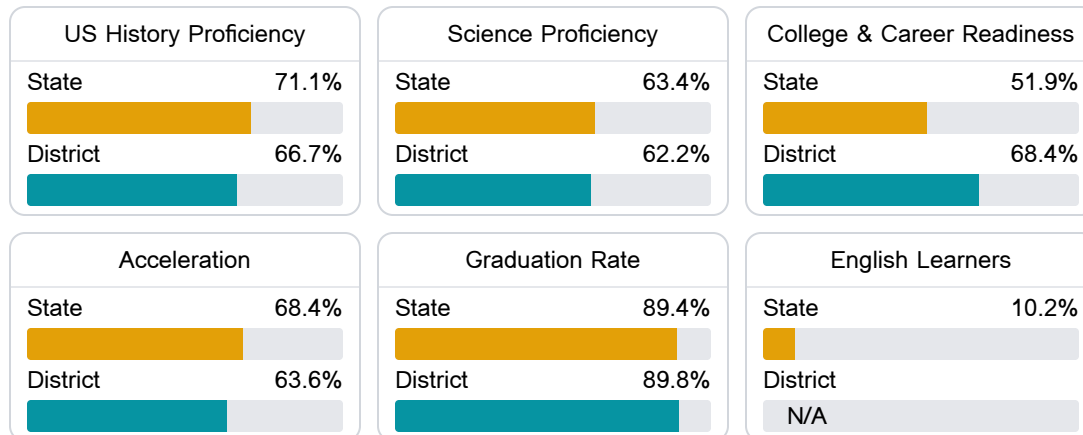 US History Proficiency
State 71.1%
District 66.7%
Science Proficiency
State 63.4%
District 62.2%
College & Career Readiness
State 51.9%
District 68.4%
Acceleration
State 68.4%
District 63.6%
Graduation Rate
State 89.4%
District 89.8%
English Learners
State 10.2%
District
N/A